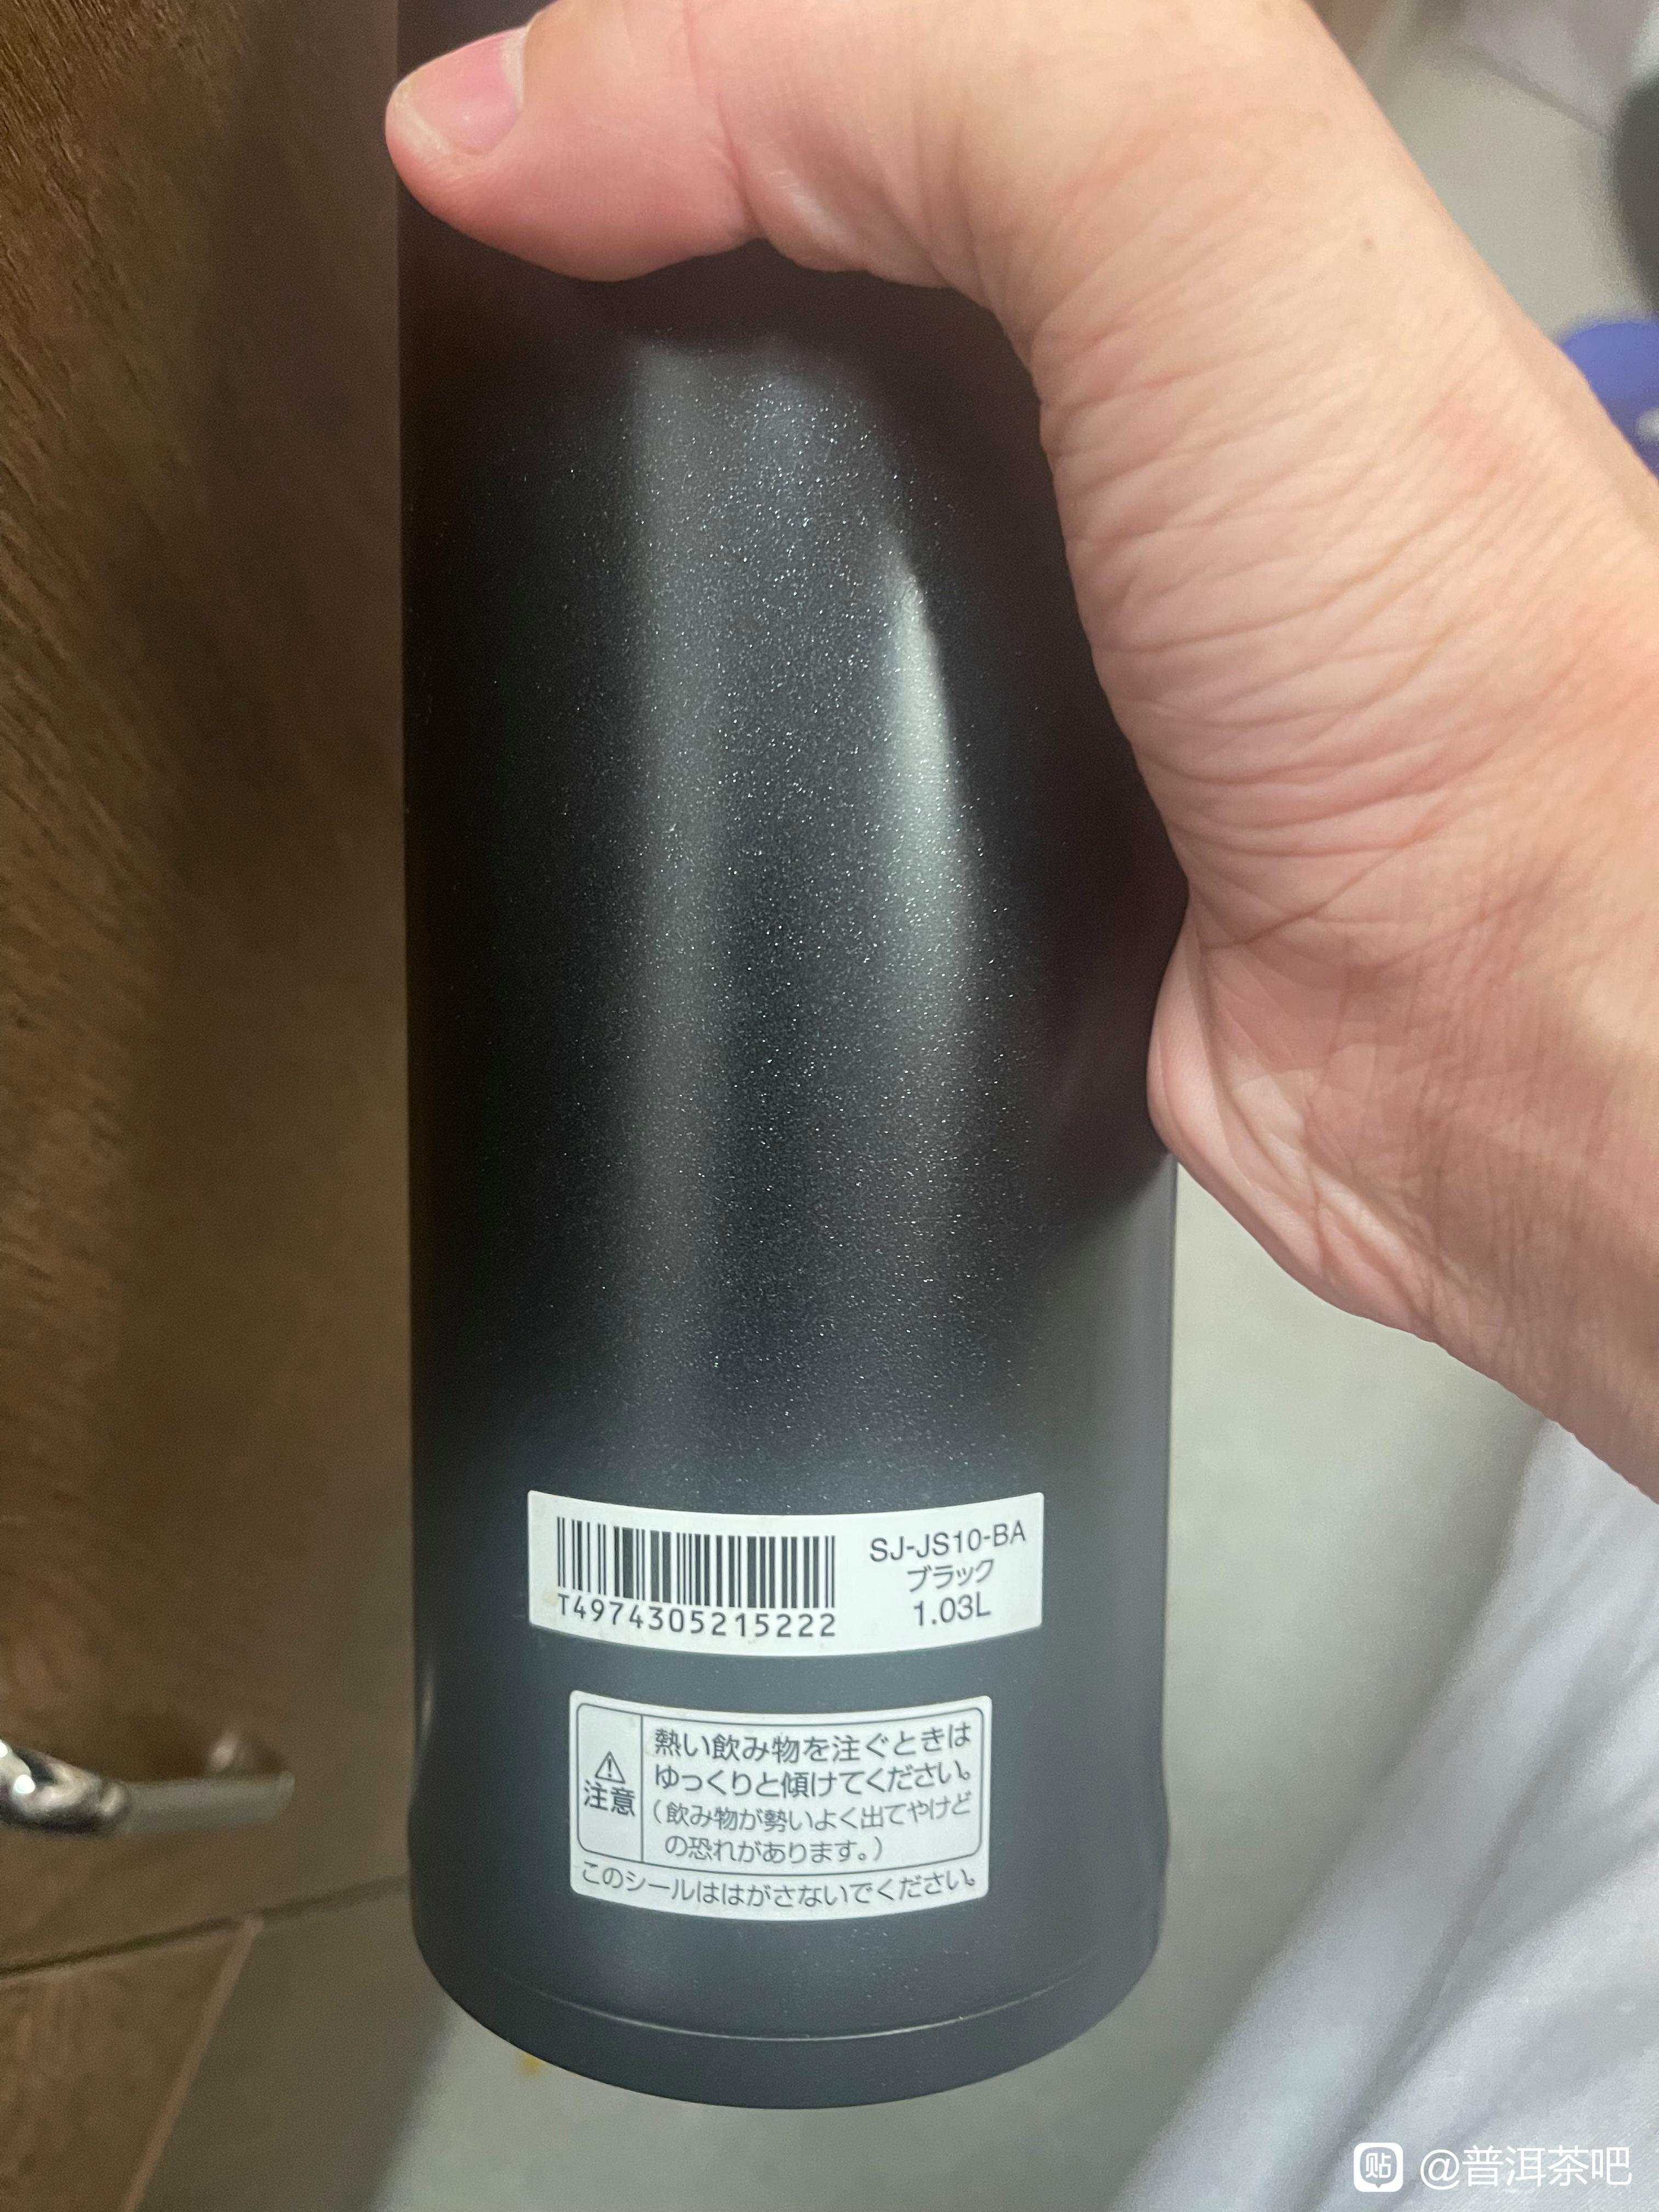 T4974305215222
SJ-JS10-BA
ブラック
1.03L
注意
熱い飲み物を注ぐときは
ゆっくりと傾けてください。
（飲み物が勢いよく出てやけど
の恐れがあります。）
このシールははがさないでください。
贴 @普洱茶吧